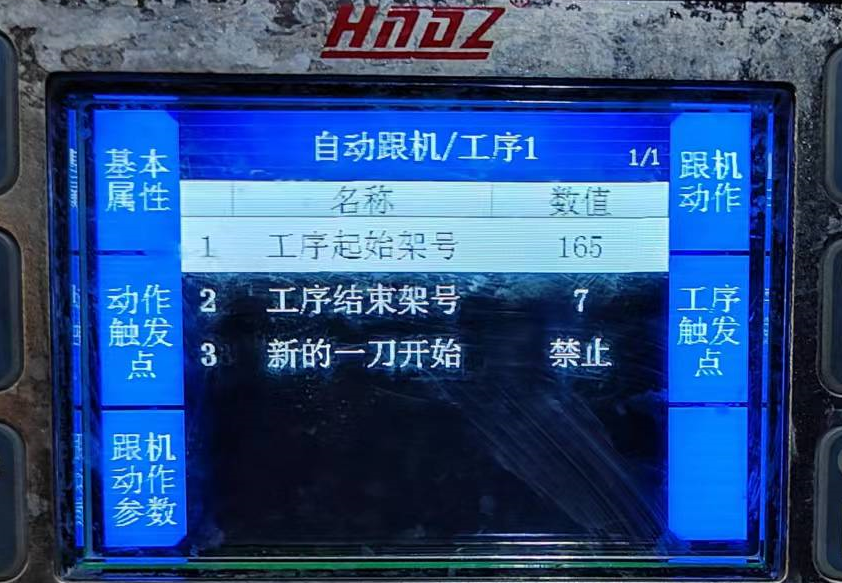 HNDZ
自动跟机/工序1
1/1
基本
属性
跟机
动作
名称 数值
1 工序起始架号 165
2 工序结束架号 7
3 新的一刀开始 禁止
动作
触发
点
工序
触发
点
跟机
动作
参数